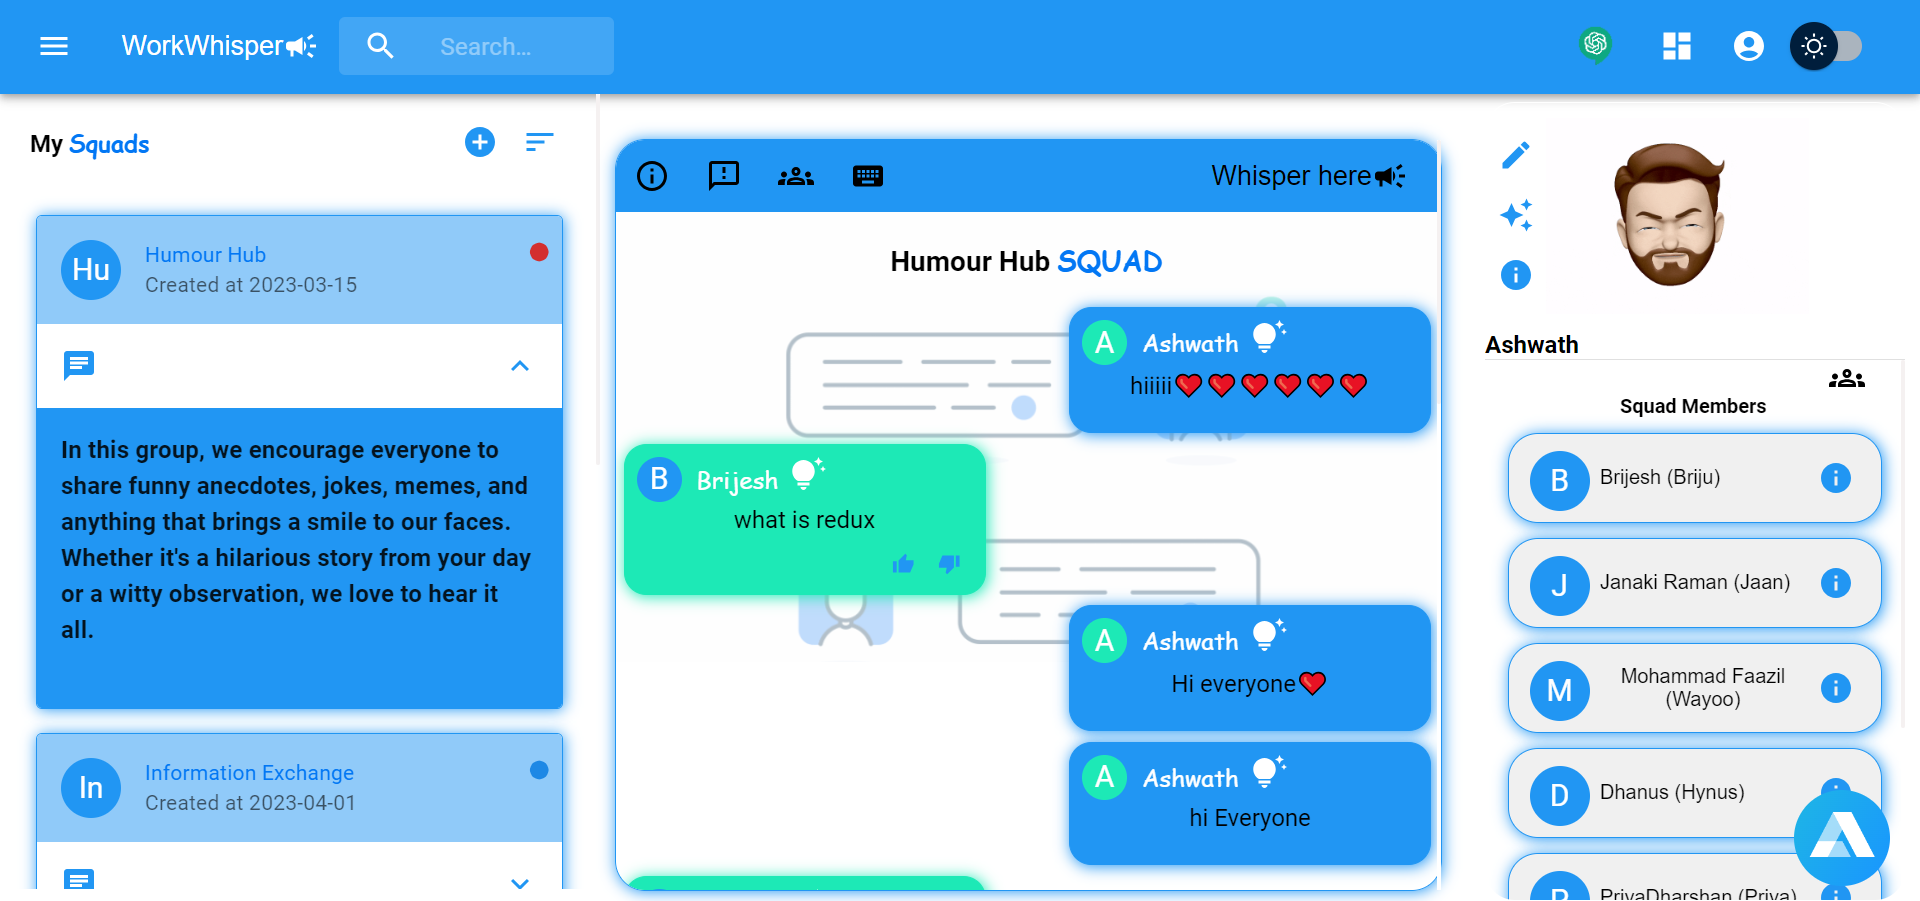 WorkWhisper
Search...
My Squads
Hu
Humour Hub
Created at 2023-03-15
In this group, we encourage everyone to
share funny anecdotes, jokes, memes, and
anything that brings a smile to our faces.
Whether it's a hilarious story from your day
or a witty observation, we love to hear it
all.
In
Information Exchange
Created at 2023-04-01
Whisper here
Humour Hub SQUAD
A
Ashwath
hiiiii❤️❤️❤️❤️❤️❤️
B
Brijesh
what is redux
A
Ashwath
Hi everyone❤️
A
Ashwath
hi Everyone
Ashwath
Squad Members
B
Brijesh (Briju)
J
Janaki Raman (Jaan)
M
Mohammad Faazil
(Wayoo)
D
Dhanus (Hynus)
P
PriyaDharshan (Priya)